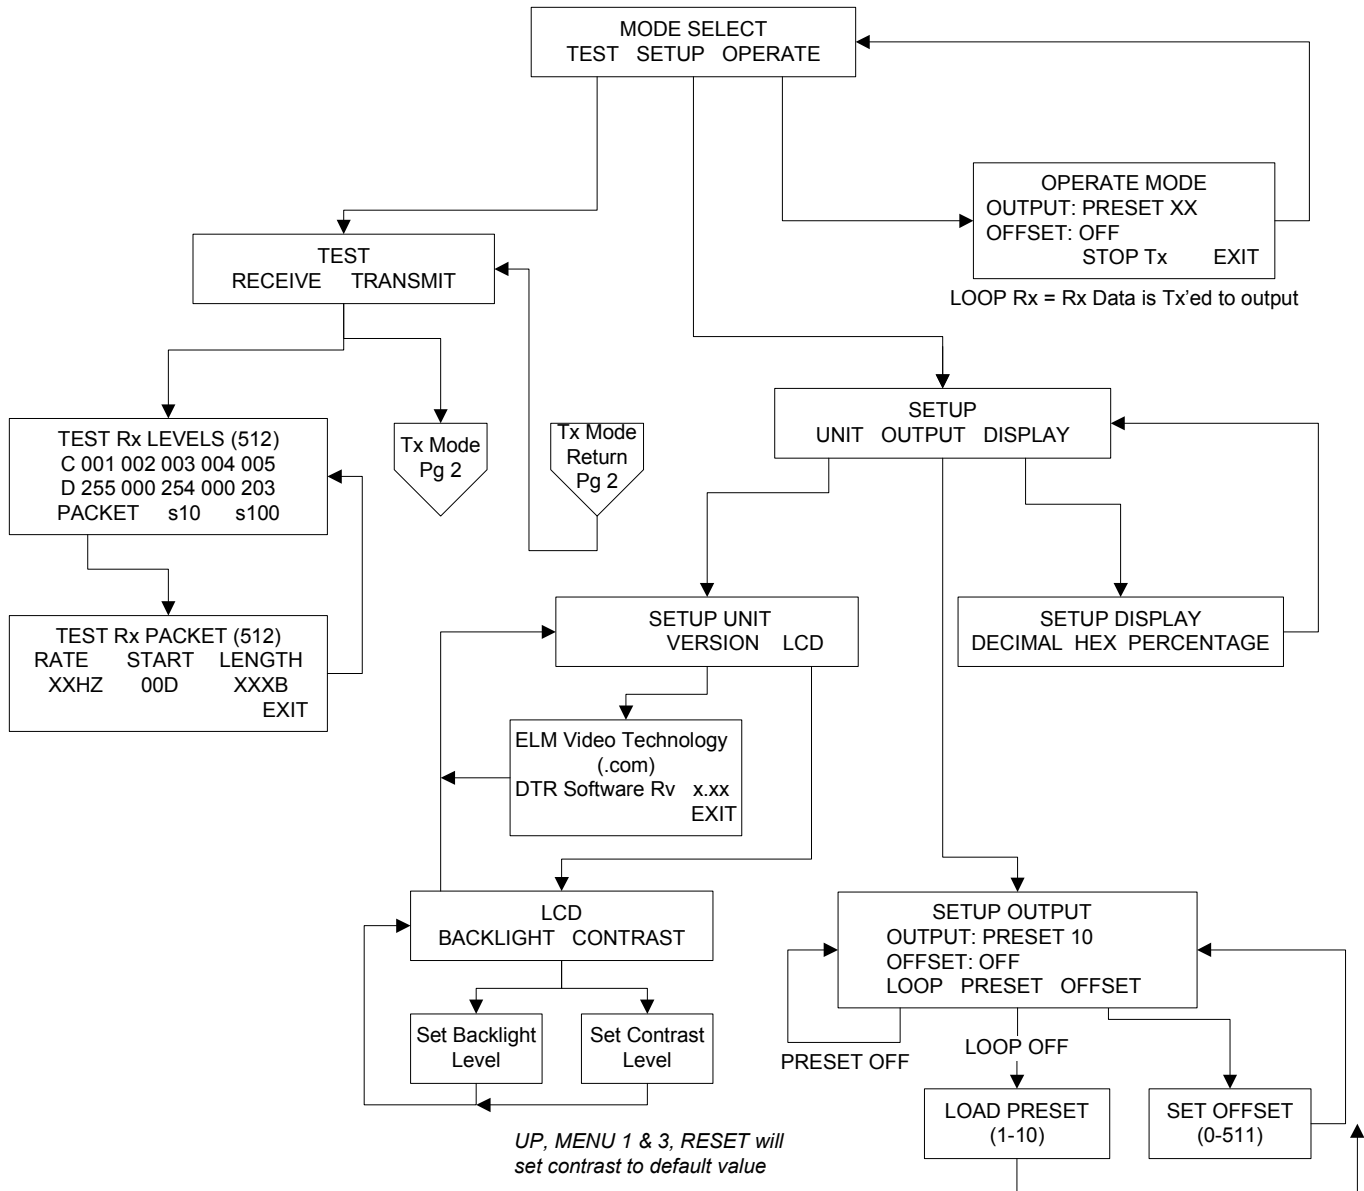 MODE SELECT
TEST SETUP OPERATE
OPERATE MODE
OUTPUT: PRESET XX
OFFSET: OFF
STOP Tx EXIT
LOOP Rx = Rx Data is Tx'ed to output
TEST
RECEIVE TRANSMIT
TEST Rx LEVELS (512)
C 001 002 003 004 005
D 255 000 254 000 203
PACKET s10 s100
Tx Mode
Pg 2
Tx Mode
Return
Pg 2
SETUP
UNIT OUTPUT DISPLAY
TEST Rx PACKET (512)
RATE START LENGTH
XXHZ 00D XXXB
EXIT
SETUP UNIT
VERSION LCD
SETUP DISPLAY
DECIMAL HEX PERCENTAGE
ELM Video Technology
(.com)
DTR Software Rv x.xx
EXIT
LCD
BACKLIGHT CONTRAST
SETUP OUTPUT
OUTPUT: PRESET 10
OFFSET: OFF
LOOP PRESET OFFSET
Set Backlight
Level
Set Contrast
Level
PRESET OFF
LOOP OFF
LOAD PRESET
(1-10)
SET OFFSET
(0-511)
UP, MENU 1 & 3, RESET will
set contrast to default value